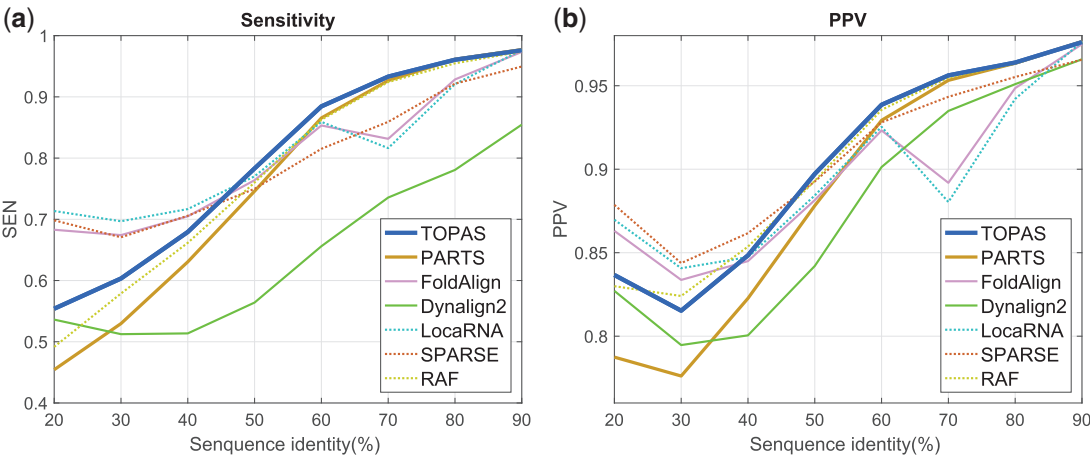 (a)
Sensitivity
SEN
1
0.9
0.8
0.7
0.6
0.5
0.4
20 30 40 50 60 70 80 90
Senquence identity(%)
TOPAS
PARTS
FoldAlign
Dynalign2
LocaRNA
SPARSE
RAF
(b)
PPV
PPV
0.95
0.9
0.85
0.8
20 30 40 50 60 70 80 90
Senquence identity(%)
TOPAS
PARTS
FoldAlign
Dynalign2
LocaRNA
SPARSE
RAF